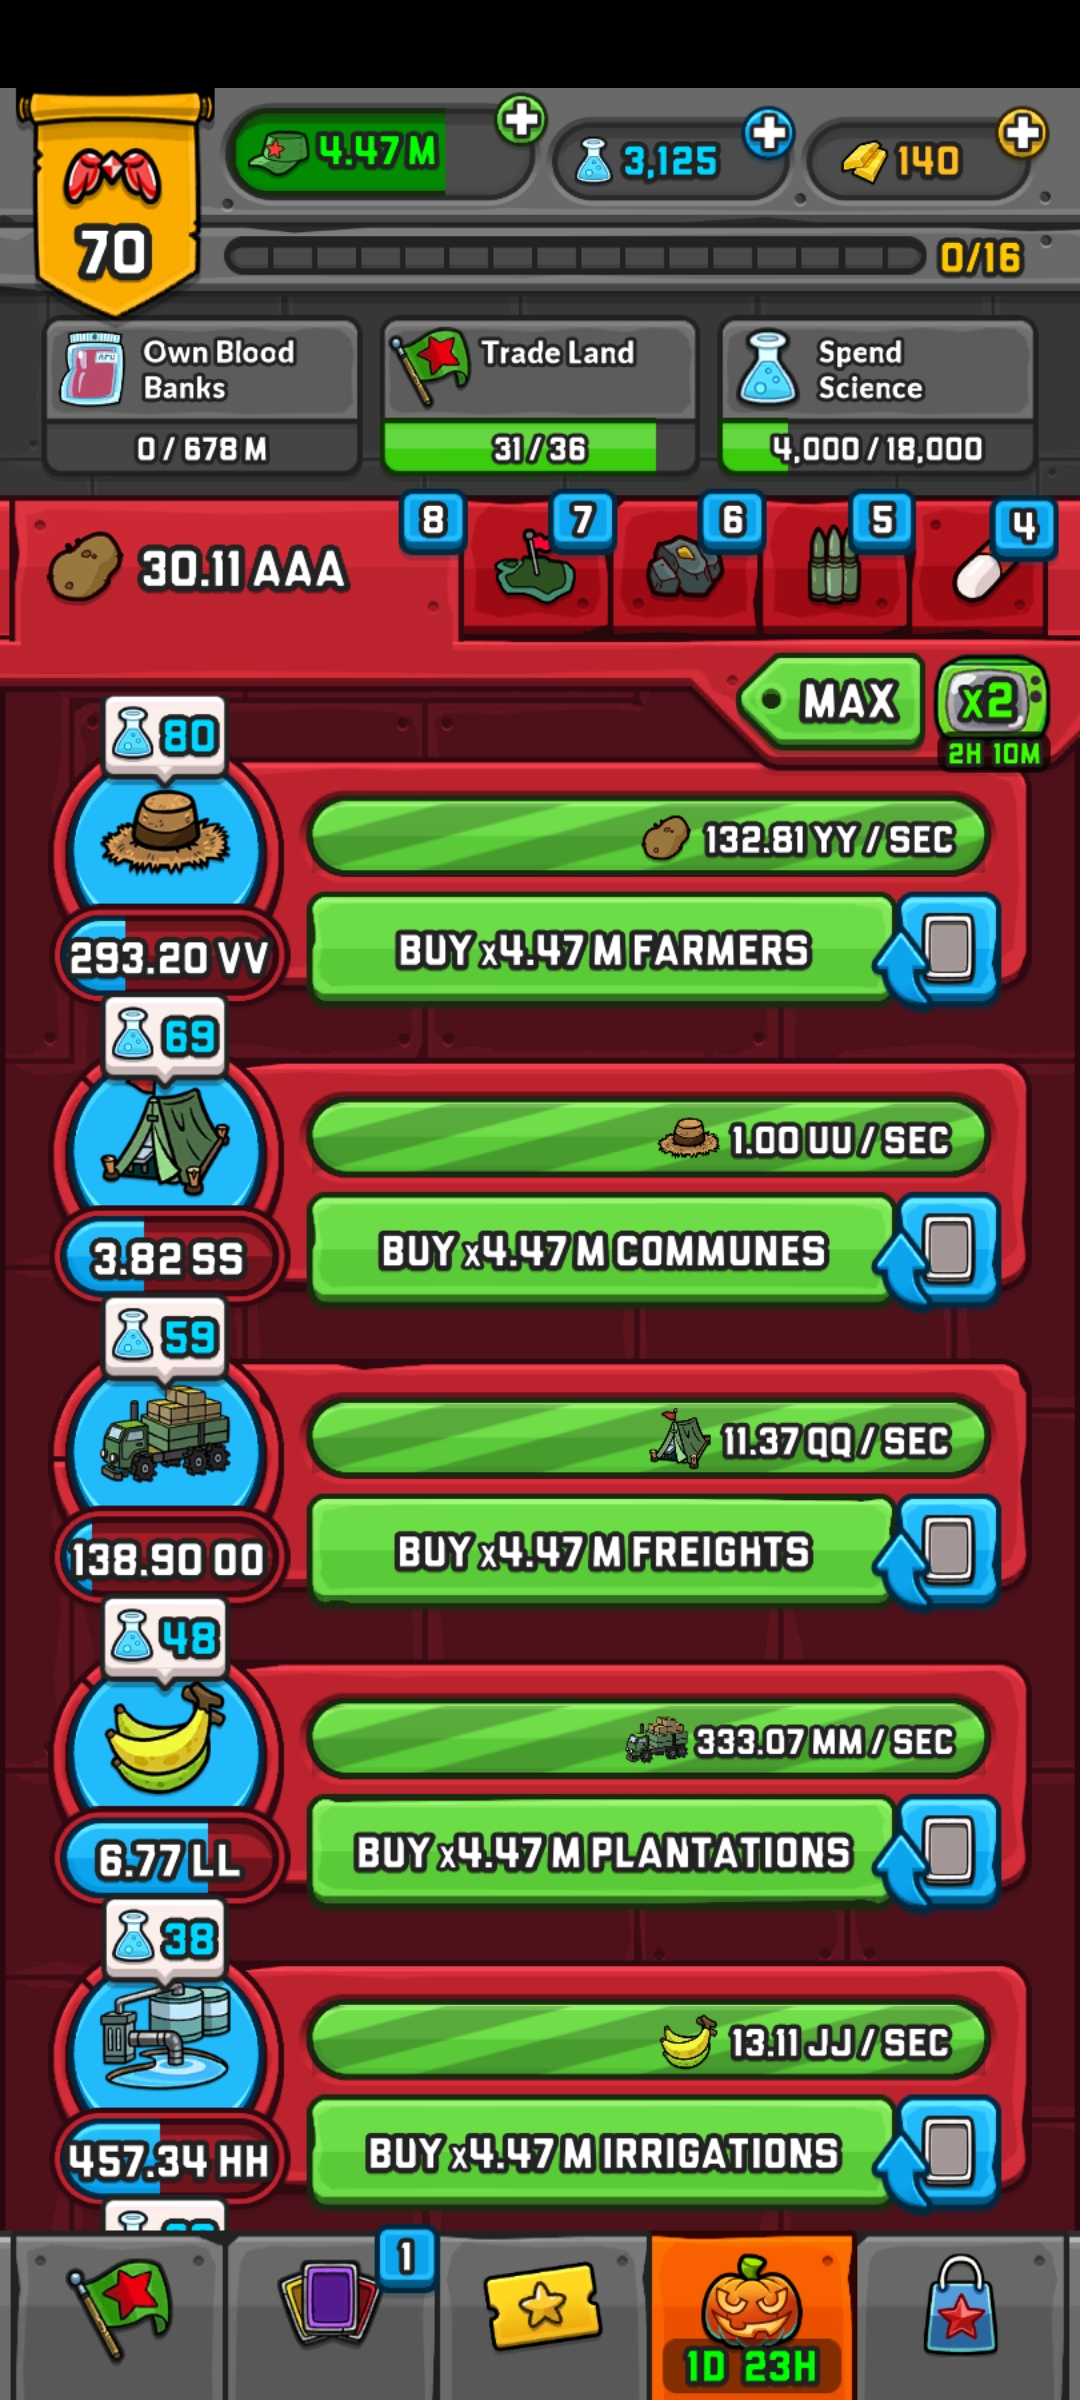 70
4.47 M
3,125
140
0/16
Own Blood
Banks
0 / 678 M
Trade Land
31 / 36
Spend
Science
4,000 / 18,000
30.11 AAA
8
7
6
5
4
MAX
x2
2H 10M
80
132.81 YY / SEC
293.20 VV
BUY x4.47 M FARMERS
69
1.00 UU / SEC
3.82 SS
BUY x4.47 M COMMUNES
59
11.37 QQ / SEC
138.90 OO
BUY x4.47 M FREIGHTS
48
333.07 MM / SEC
6.77 LL
BUY x4.47 M PLANTATIONS
38
13.11 JJ / SEC
457.34 HH
BUY x4.47 M IRRIGATIONS
1
1D 23H